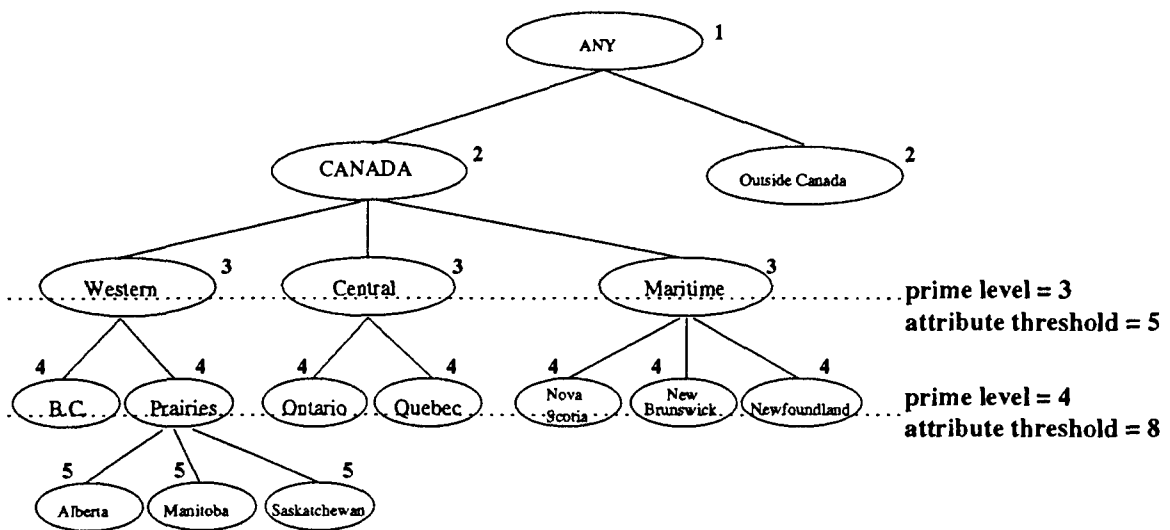 ANY 1
CANADA 2
Outside Canada 2
Western 3
Central 3
Maritime 3
prime level = 3
attribute threshold = 5
B.C. 4
Prairies 4
Ontario 4
Quebec 4
Nova
Scotia 4
New
Brunswick 4
Newfoundland 4
prime level = 4
attribute threshold = 8
Alberta 5
Manitoba 5
Saskatchewan 5